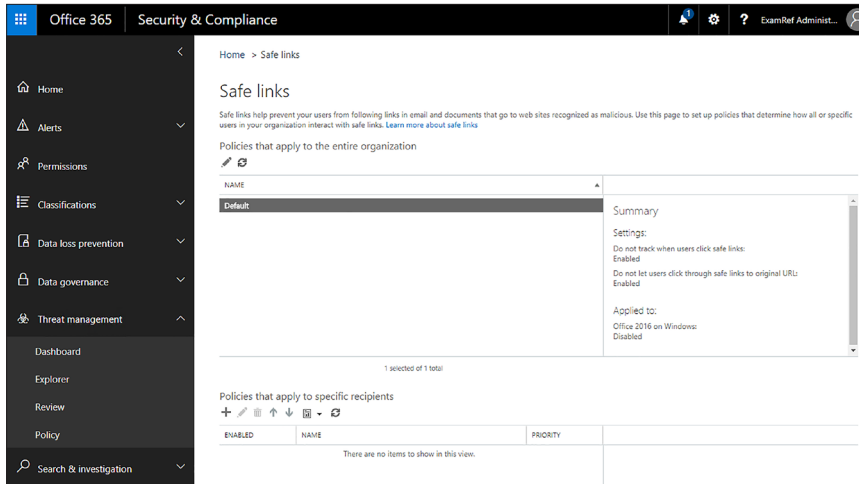 Office 365 Security & Compliance 1 ? ExamRef Administ...
Home > Safe links
Home
Alerts
Permissions
Classifications
Data loss prevention
Data governance
Threat management
Dashboard
Explorer
Review
Policy
Search & investigation
Safe links
Safe links help prevent your users from following links in email and documents that go to web sites recognized as malicious. Use this page to set up policies that determine how all or specific
users in your organization interact with safe links. Learn more about safe links
Policies that apply to the entire organization
NAME
Default
Summary
Settings:
Do not track when users click safe links:
Enabled
Do not let users click through safe links to original URL:
Enabled
Applied to:
Office 2016 on Windows:
Disabled
1 selected of 1 total
Policies that apply to specific recipients
ENABLED NAME PRIORITY
There are no items to show in this view.